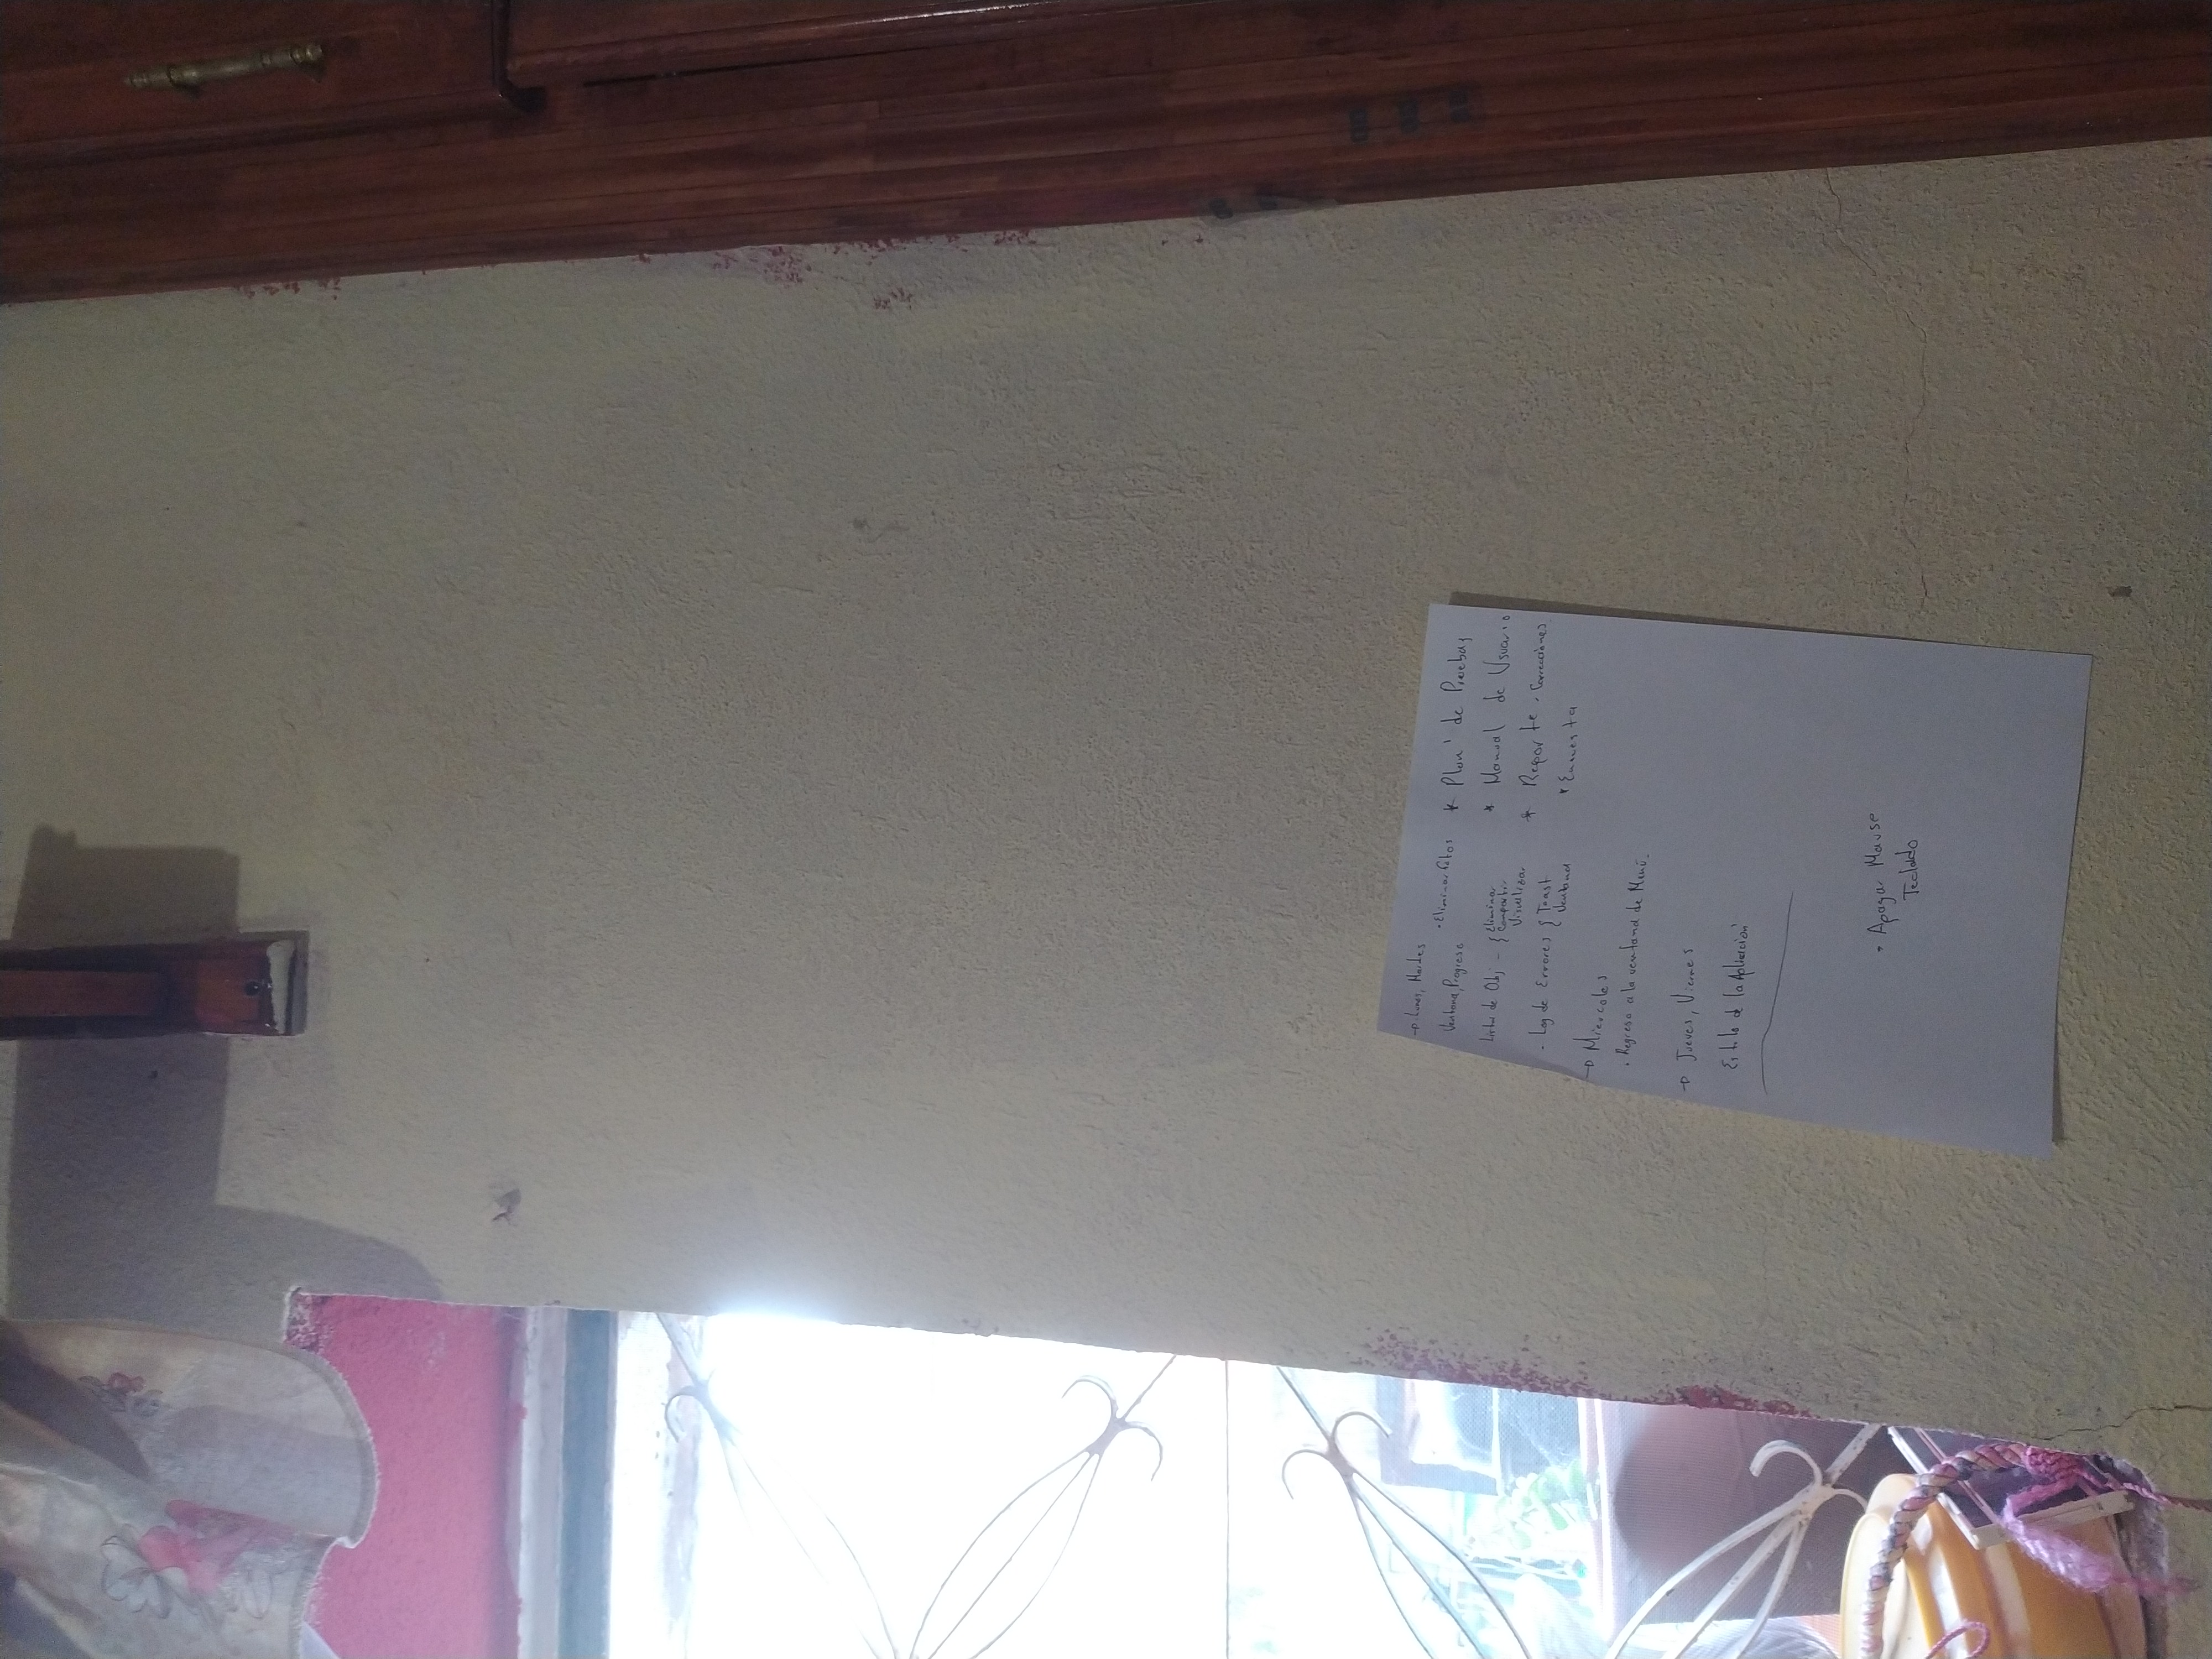 → Lunes, Martes
• Eliminar Fotos
Ventana, Progreso
Lista de Obj – { Eliminar
Compartir
Visualizar
• Log de Errores { Toast
Ventana
→ Miercoles
• Regreso a la ventana de Menú.
→ Jueves, Viernes
Estilo de la Aplicación
* Plan de Pruebas
* Manual de Usuario
* Reporte, Correcciones
* Encuesta
• Apagar Mouse
Teclado